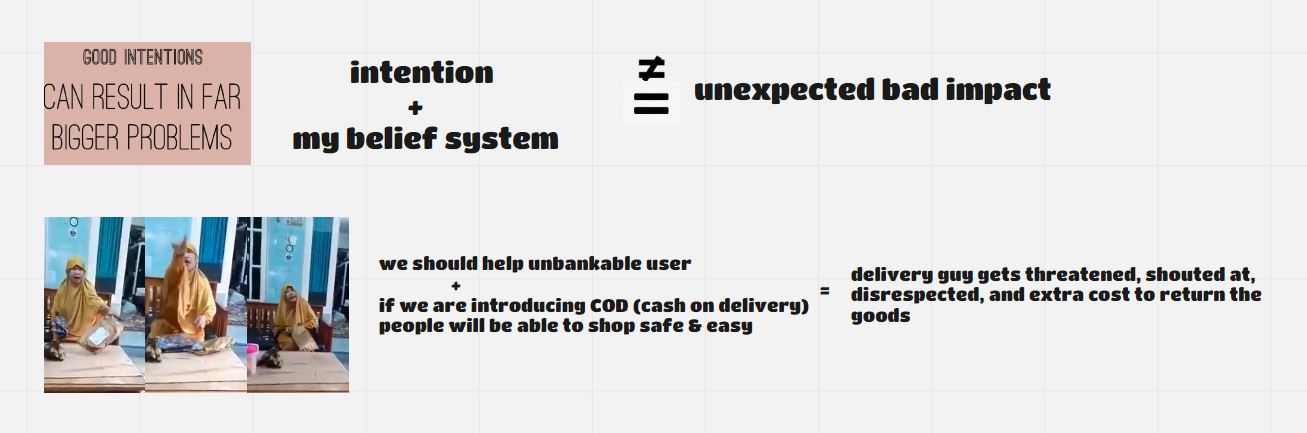 GOOD INTENTIONS
CAN RESULT IN FAR
BIGGER PROBLEMS
intention
+
my belief system
≠
=
unexpected bad impact
we should help unbankable user
+
if we are introducing COD (cash on delivery)
people will be able to shop safe & easy
=
delivery guy gets threatened, shouted at,
disrespected, and extra cost to return the
goods